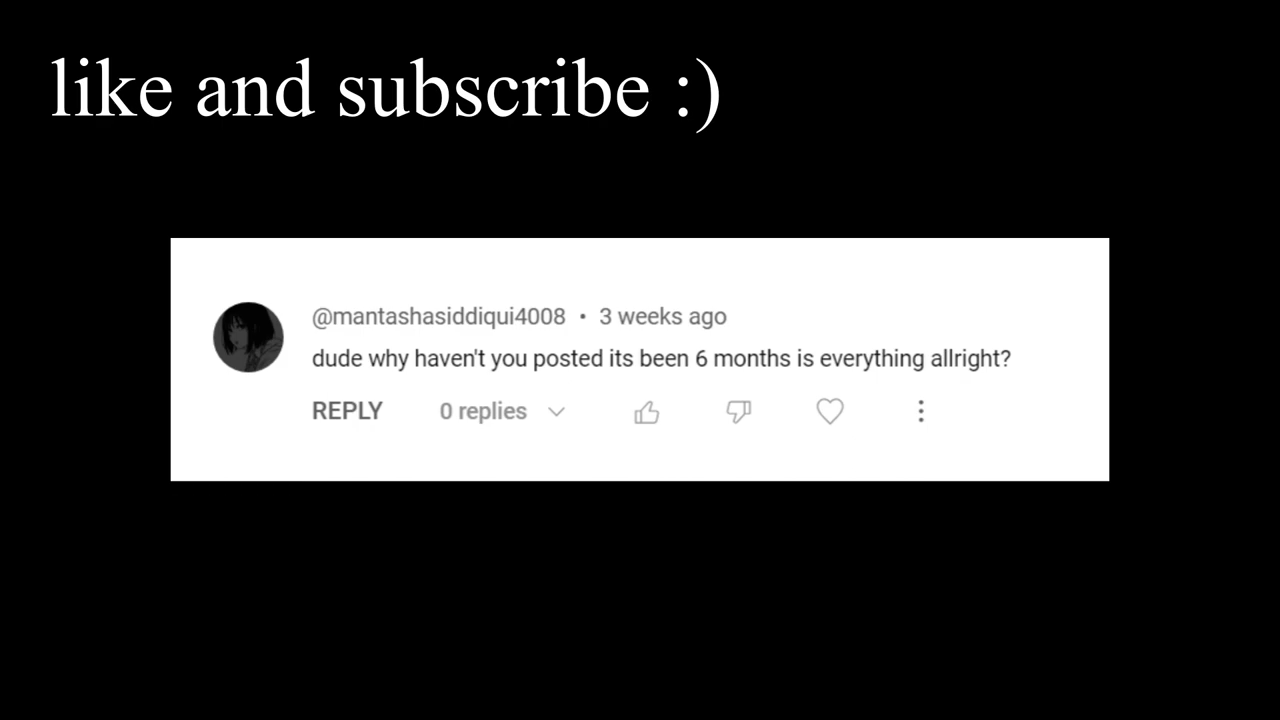 like and subscribe :)
@mantashasiddiqui4008 • 3 weeks ago
dude why haven't you posted its been 6 months is everything allright?
REPLY 0 replies